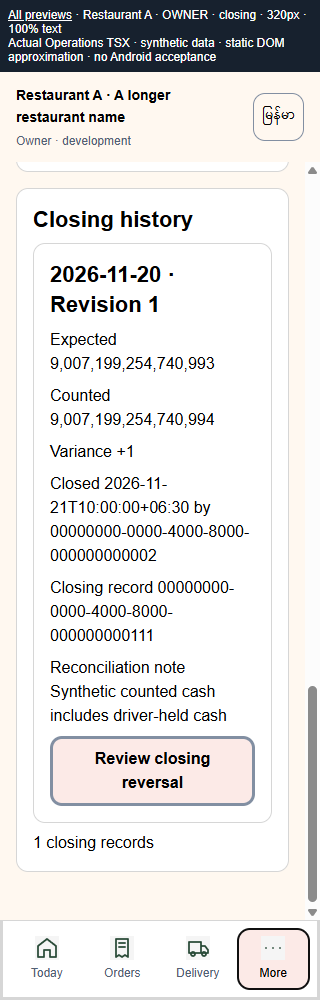 All previews · Restaurant A · OWNER · closing · 320px ·
100% text
Actual Operations TSX · synthetic data · static DOM
approximation · no Android acceptance
Restaurant A · A longer
restaurant name
Owner · development
မြန်မာ
Closing history
2026-11-20 ·
Revision 1
Expected
9,007,199,254,740,993
Counted
9,007,199,254,740,994
Variance +1
Closed 2026-11-
21T10:00:00+06:30 by
00000000-0000-4000-8000-
000000000002
Closing record 00000000-
0000-4000-8000-
000000000111
Reconciliation note
Synthetic counted cash
includes driver-held cash
Review closing
reversal
1 closing records
Today
Orders
Delivery
More